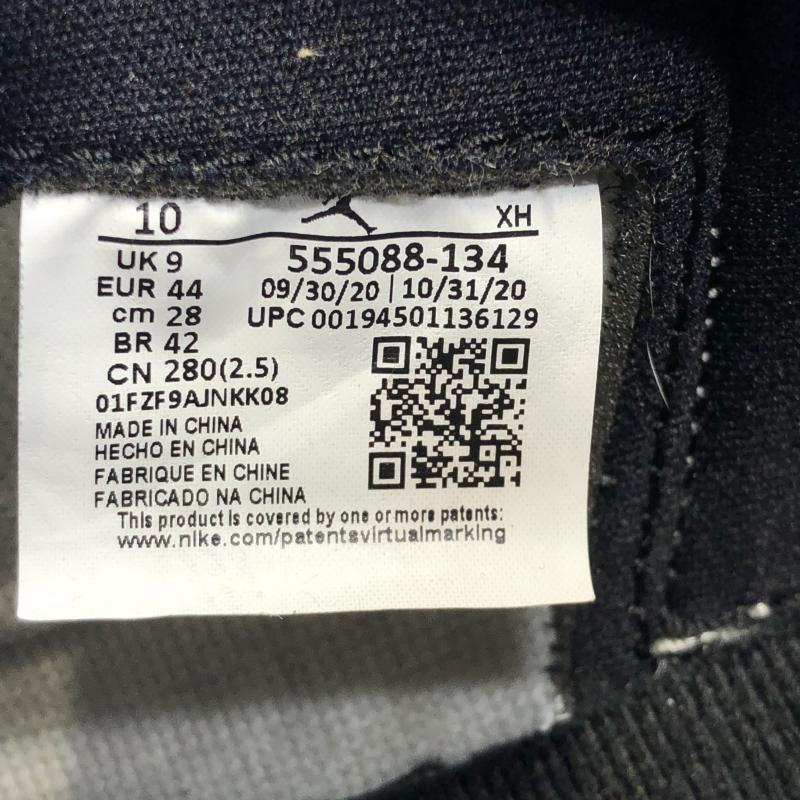 10 XH
UK 9 555088-134
EUR 44 09/30/20 | 10/31/20
cm 28 UPC 00194501136129
BR 42
CN 280(2.5)
01FZF9AJNKK08
MADE IN CHINA
HECHO EN CHINA
FABRIQUE EN CHINE
FABRICADO NA CHINA
This product is covered by one or more patents:
www.nike.com/patentsvirtualmarking